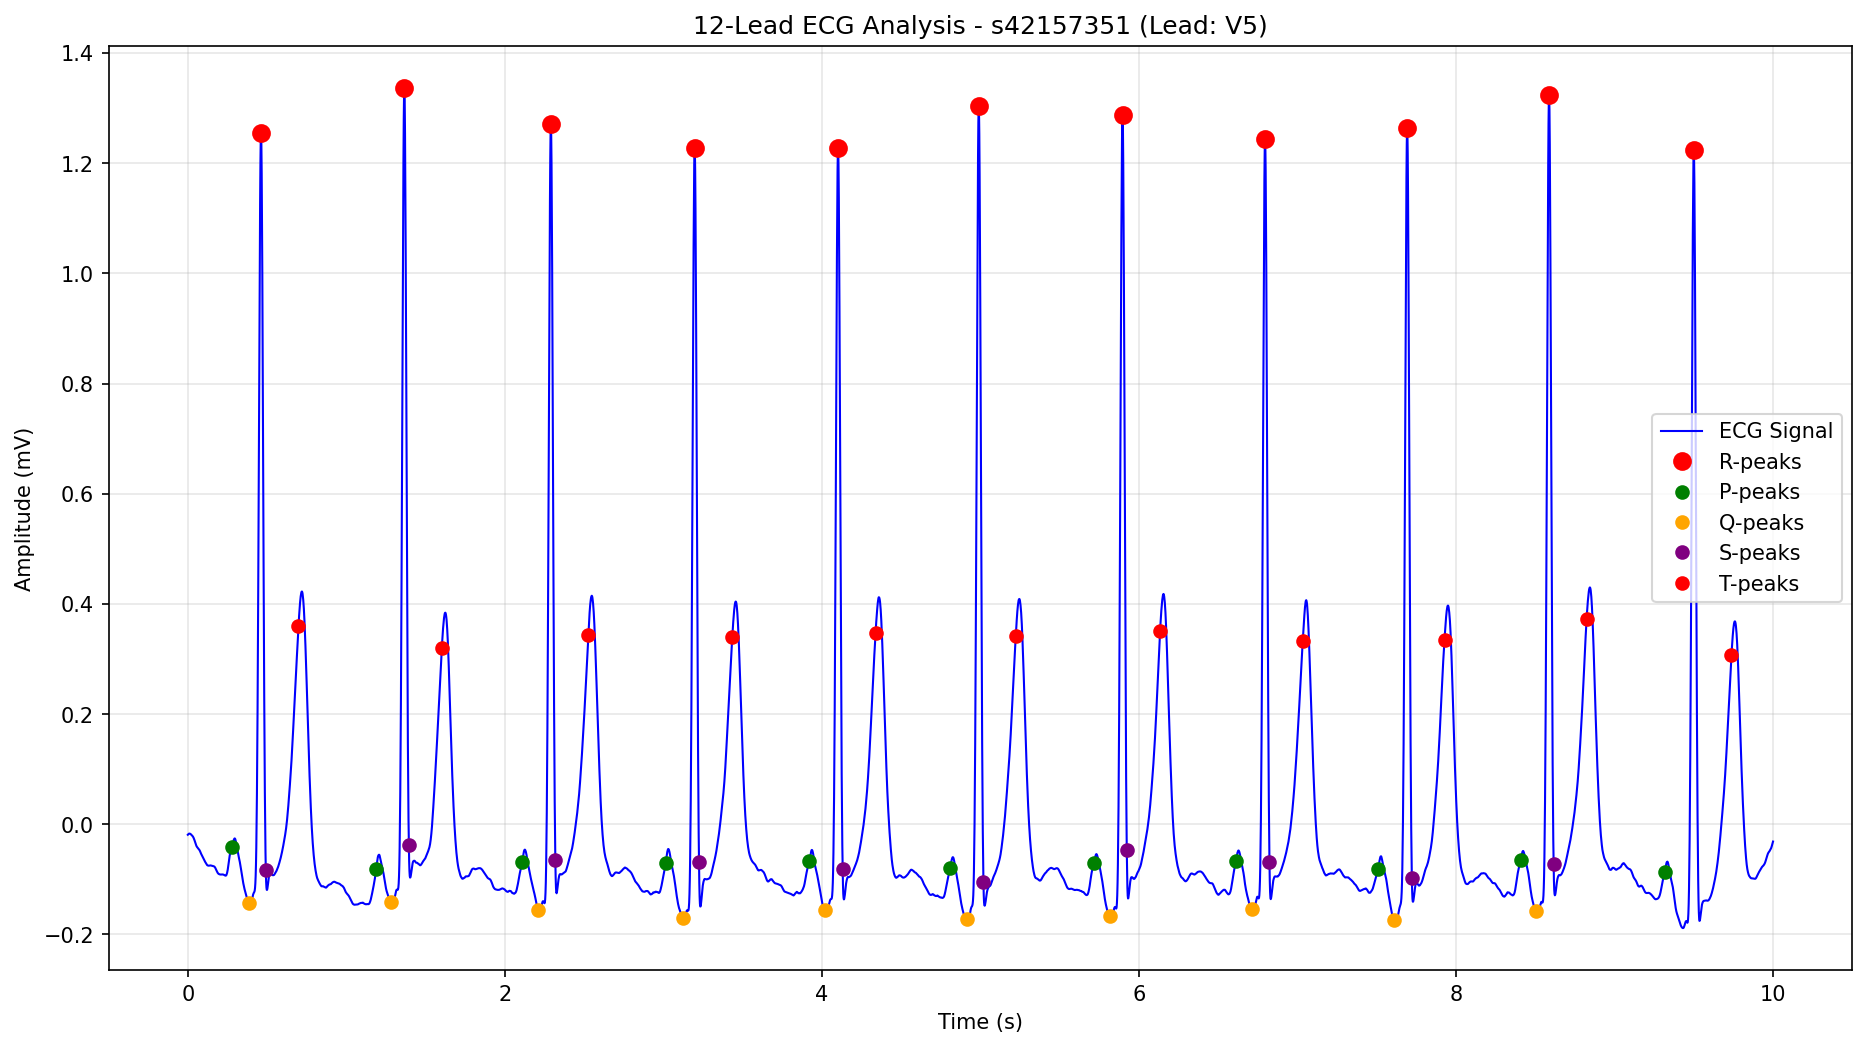 12-Lead ECG Analysis - s42157351 (Lead: V5)
Amplitude (mV)
1.4
1.2
1.0
0.8
0.6
0.4
0.2
0.0
−0.2
ECG Signal
R-peaks
P-peaks
Q-peaks
S-peaks
T-peaks
0 2 4 6 8 10
Time (s)